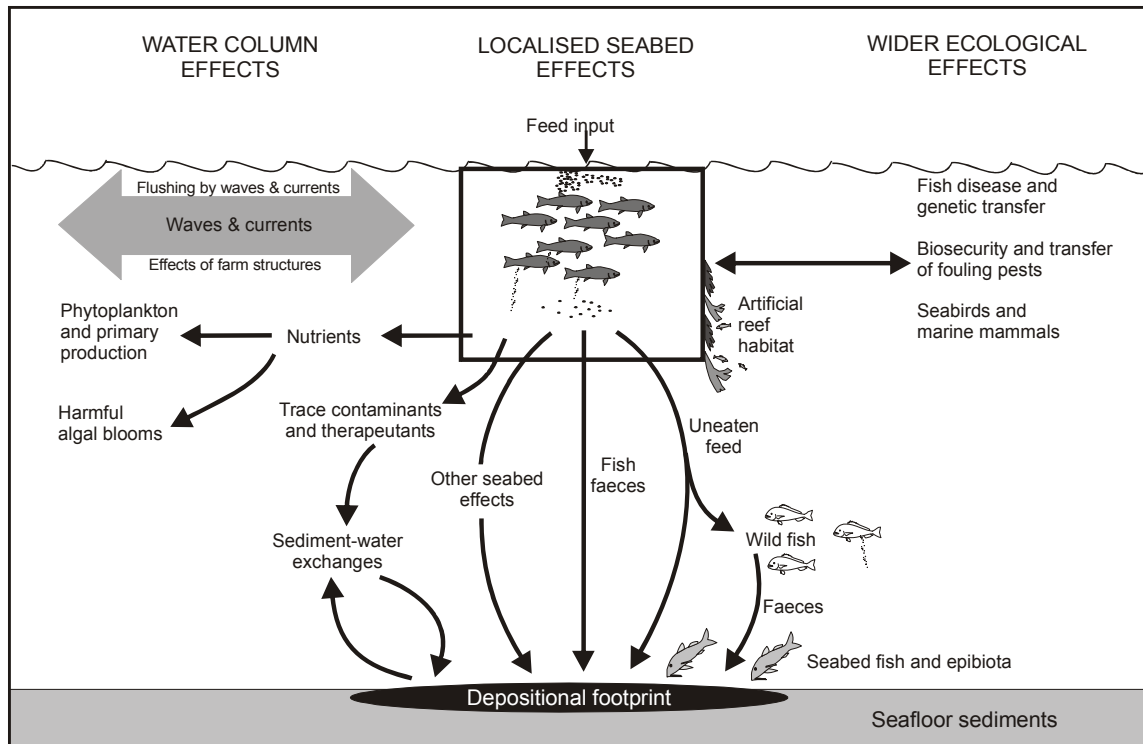 WATER COLUMN
EFFECTS
LOCALISED SEABED
EFFECTS
WIDER ECOLOGICAL
EFFECTS
Feed input
Flushing by waves & currents
Waves & currents
Effects of farm structures
Fish disease and
genetic transfer
Biosecurity and transfer
of fouling pests
Seabirds and
marine mammals
Artificial
reef
habitat
Phytoplankton
and primary
production
Nutrients
Harmful
algal blooms
Trace contaminants
and therapeutants
Other seabed
effects
Fish
faeces
Uneaten
feed
Sediment-water
exchanges
Wild fish
Faeces
Seabed fish and epibiota
Depositional footprint
Seafloor sediments